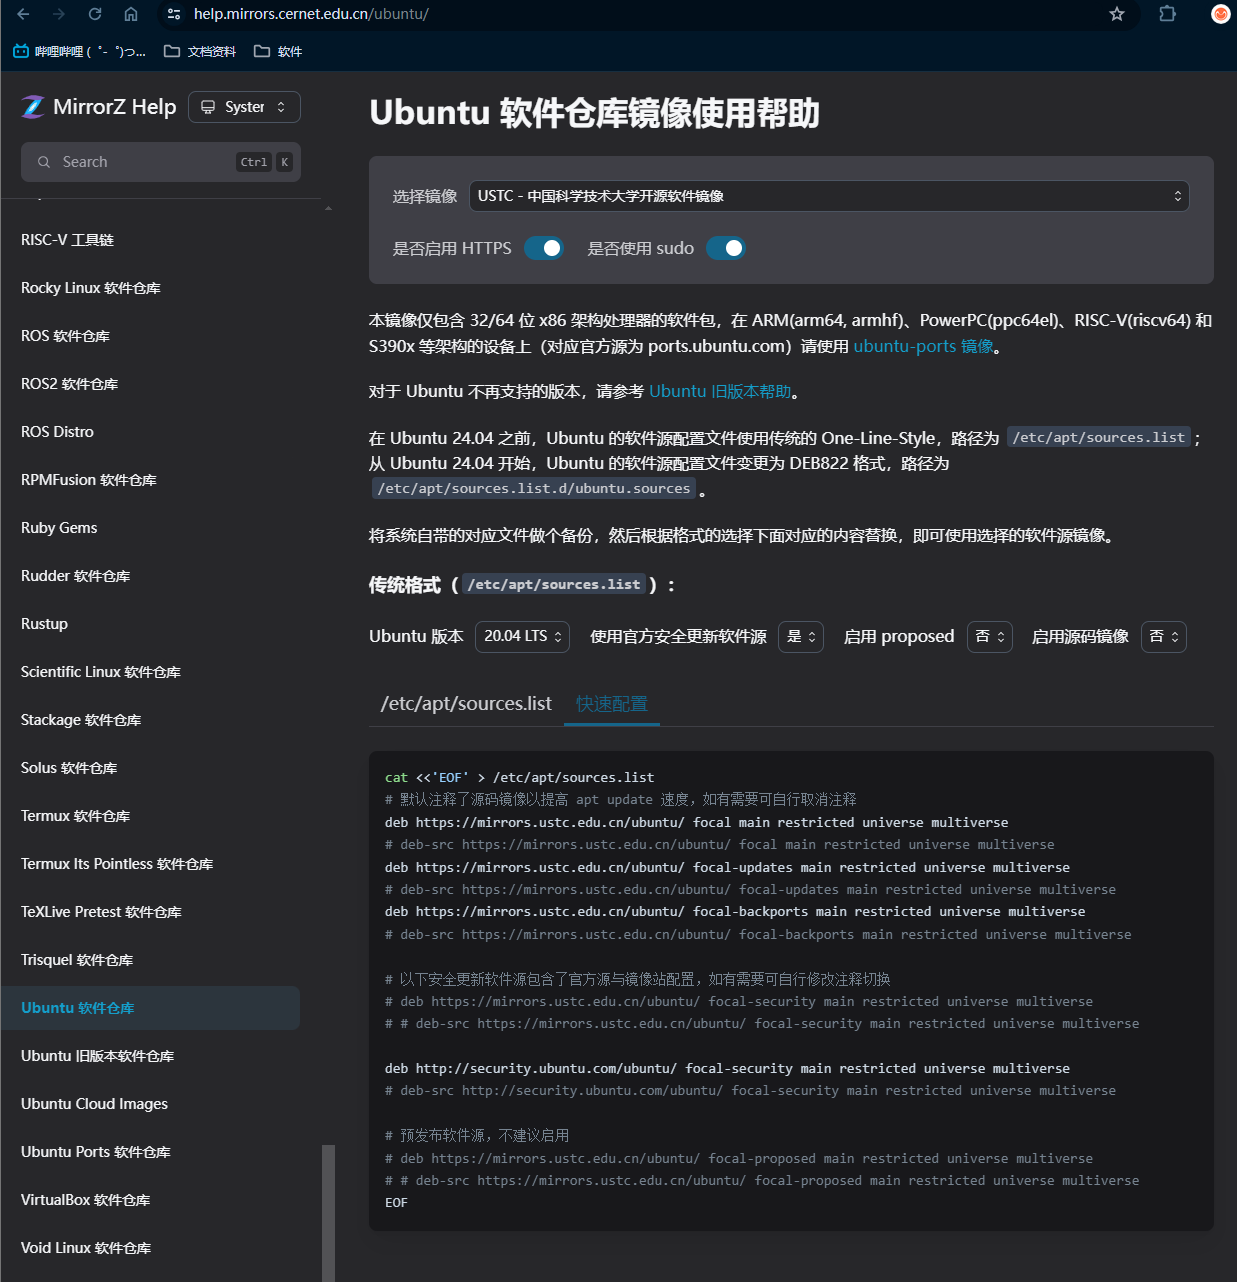 help.mirrors.cernet.edu.cn/ubuntu/
哔哩哔哩 (゜-゜)つ...
文档资料
软件
MirrorZ Help
Syster
Search
Ctrl K
RISC-V 工具链
Rocky Linux 软件仓库
ROS 软件仓库
ROS2 软件仓库
ROS Distro
RPMFusion 软件仓库
Ruby Gems
Rudder 软件仓库
Rustup
Scientific Linux 软件仓库
Stackage 软件仓库
Solus 软件仓库
Termux 软件仓库
Termux Its Pointless 软件仓库
TeXLive Pretest 软件仓库
Trisquel 软件仓库
Ubuntu 软件仓库
Ubuntu 旧版本软件仓库
Ubuntu Cloud Images
Ubuntu Ports 软件仓库
VirtualBox 软件仓库
Void Linux 软件仓库
Ubuntu 软件仓库镜像使用帮助
选择镜像 USTC - 中国科学技术大学开源软件镜像
是否启用 HTTPS 是否使用 sudo
本镜像仅包含 32/64 位 x86 架构处理器的软件包，在 ARM(arm64, armhf)、PowerPC(ppc64el)、RISC-V(riscv64) 和
S390x 等架构的设备上（对应官方源为 ports.ubuntu.com）请使用 ubuntu-ports 镜像。
对于 Ubuntu 不再支持的版本，请参考 Ubuntu 旧版本帮助。
在 Ubuntu 24.04 之前，Ubuntu 的软件源配置文件使用传统的 One-Line-Style，路径为 /etc/apt/sources.list；
从 Ubuntu 24.04 开始，Ubuntu 的软件源配置文件变更为 DEB822 格式，路径为
/etc/apt/sources.list.d/ubuntu.sources。
将系统自带的对应文件做个备份，然后根据格式的选择下面对应的内容替换，即可使用选择的软件源镜像。
传统格式（/etc/apt/sources.list）：
Ubuntu 版本 20.04 LTS 使用官方安全更新软件源 是 启用 proposed 否 启用源码镜像 否
/etc/apt/sources.list 快速配置
cat <<'EOF' > /etc/apt/sources.list
# 默认注释了源码镜像以提高 apt update 速度，如有需要可自行取消注释
deb https://mirrors.ustc.edu.cn/ubuntu/ focal main restricted universe multiverse
# deb-src https://mirrors.ustc.edu.cn/ubuntu/ focal main restricted universe multiverse
deb https://mirrors.ustc.edu.cn/ubuntu/ focal-updates main restricted universe multiverse
# deb-src https://mirrors.ustc.edu.cn/ubuntu/ focal-updates main restricted universe multiverse
deb https://mirrors.ustc.edu.cn/ubuntu/ focal-backports main restricted universe multiverse
# deb-src https://mirrors.ustc.edu.cn/ubuntu/ focal-backports main restricted universe multiverse
# 以下安全更新软件源包含了官方源与镜像站配置，如有需要可自行修改注释切换
# deb https://mirrors.ustc.edu.cn/ubuntu/ focal-security main restricted universe multiverse
# # deb-src https://mirrors.ustc.edu.cn/ubuntu/ focal-security main restricted universe multiverse
deb http://security.ubuntu.com/ubuntu/ focal-security main restricted universe multiverse
# deb-src http://security.ubuntu.com/ubuntu/ focal-security main restricted universe multiverse
# 预发布软件源，不建议启用
# deb https://mirrors.ustc.edu.cn/ubuntu/ focal-proposed main restricted universe multiverse
# # deb-src https://mirrors.ustc.edu.cn/ubuntu/ focal-proposed main restricted universe multiverse
EOF